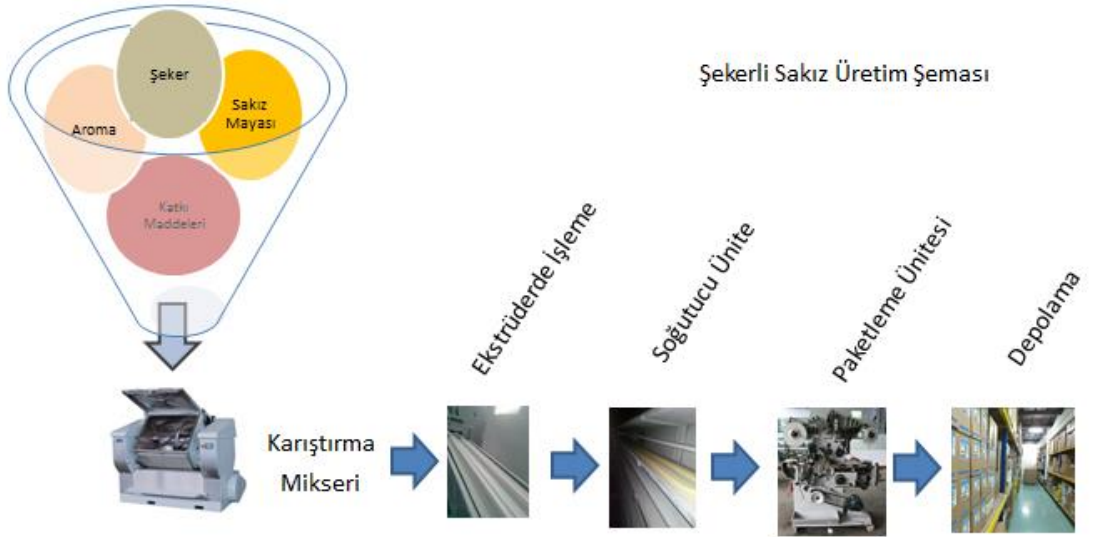 Şekerli Sakız Üretim Şeması
Şeker
Aroma
Sakız
Mayası
Katkı
Maddeleri
Karıştırma
Mikseri
Ekstrüderde İşleme
Soğutucu Ünite
Paketleme Ünitesi
Depolama